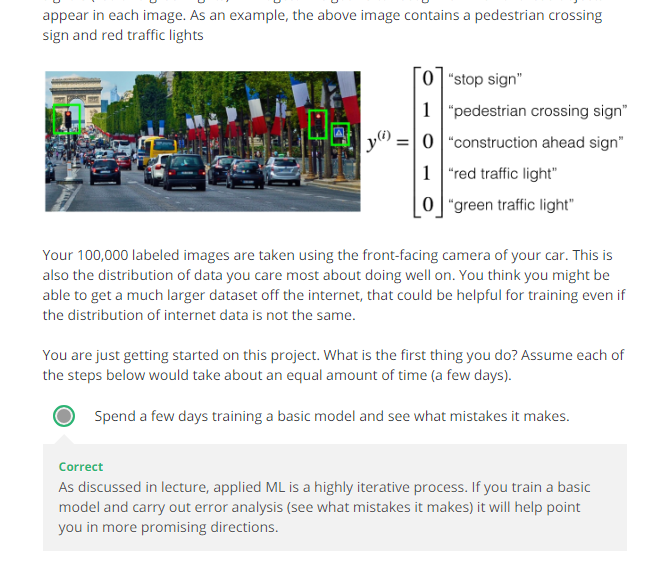 appear in each image. As an example, the above image contains a pedestrian crossing
sign and red traffic lights
y(i) =
0 "stop sign"
1 "pedestrian crossing sign"
0 "construction ahead sign"
1 "red traffic light"
0 "green traffic light"
Your 100,000 labeled images are taken using the front-facing camera of your car. This is
also the distribution of data you care most about doing well on. You think you might be
able to get a much larger dataset off the internet, that could be helpful for training even if
the distribution of internet data is not the same.
You are just getting started on this project. What is the first thing you do? Assume each of
the steps below would take about an equal amount of time (a few days).
Spend a few days training a basic model and see what mistakes it makes.
Correct
As discussed in lecture, applied ML is a highly iterative process. If you train a basic
model and carry out error analysis (see what mistakes it makes) it will help point
you in more promising directions.